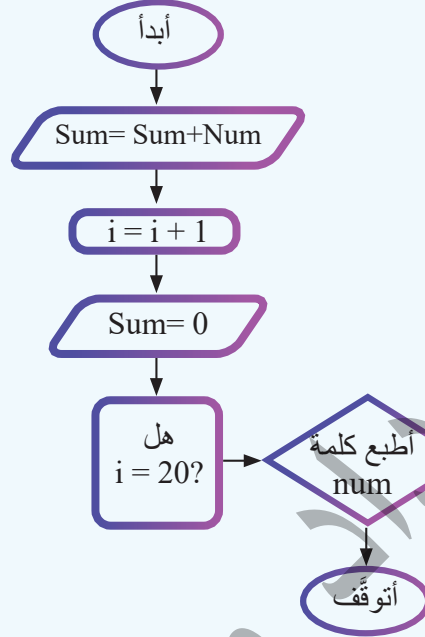 أبدأ
Sum= Sum+Num
i = i + 1
Sum= 0
هل
i = 20?
أطبع كلمة
num
أتوقَّف